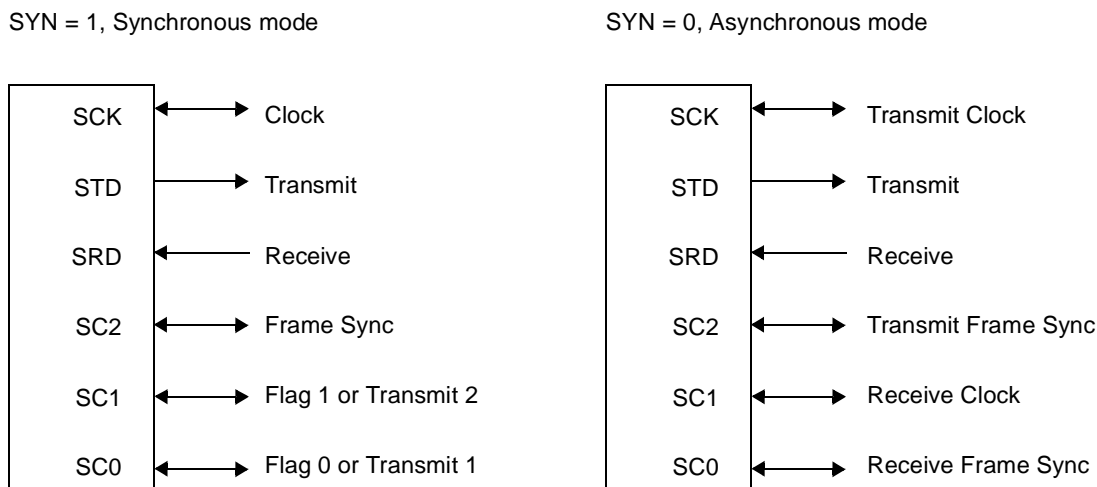 SYN = 1, Synchronous mode
SCK Clock
STD Transmit
SRD Receive
SC2 Frame Sync
SC1 Flag 1 or Transmit 2
SC0 Flag 0 or Transmit 1
SYN = 0, Asynchronous mode
SCK Transmit Clock
STD Transmit
SRD Receive
SC2 Transmit Frame Sync
SC1 Receive Clock
SC0 Receive Frame Sync